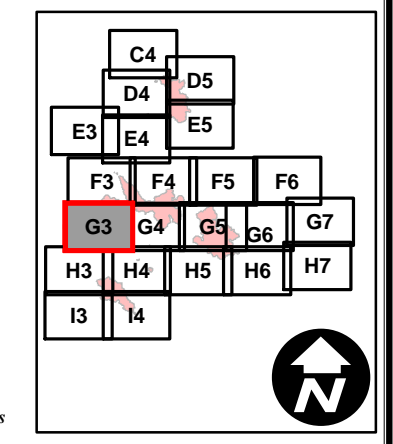 C4
D4 D5
E3 E4 E5
F3 F4 F5 F6
G3 G4 G5 G6 G7
H3 H4 H5 H6 H7
I3 I4
N
s